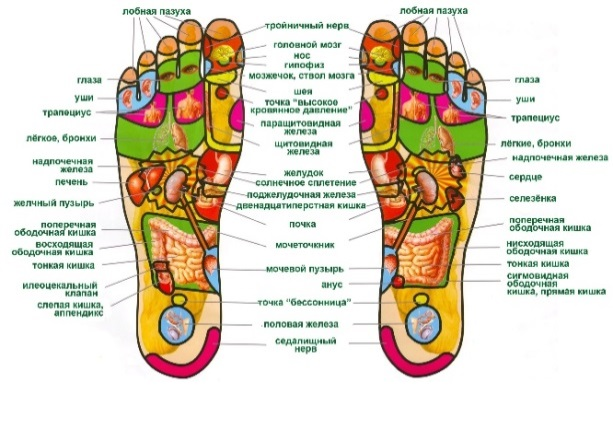 лобная пазуха
лобная пазуха
тройничный нерв
головной мозг
нос
гипофиз
мозжечок, ствол мозга
шея
точка "высокое
кровянное давление"
паращитовидная
железа
щитовидная
железа
желудок
солнечное сплетение
поджелудочная железа
двенадцатиперстная кишка
почка
мочеточкник
мочевой пузырь
анус
точка "бессонница"
половая железа
седалищный
нерв
глаза
уши
трапециус
лёгкое, бронхи
надпочечная
железа
печень
желчный пузырь
поперечная
ободочная кишка
восходящая
ободочная кишка
тонкая кишка
илеоцекальный
клапан
слепая кишка,
аппендикс
глаза
уши
трапециус
лёгкие, бронхи
надпочечная железа
сердце
селезёнка
поперечная
ободочная кишка
нисходящая
ободочная кишка
тонкая кишка
сигмовидная
ободочная
кишка, прямая кишка